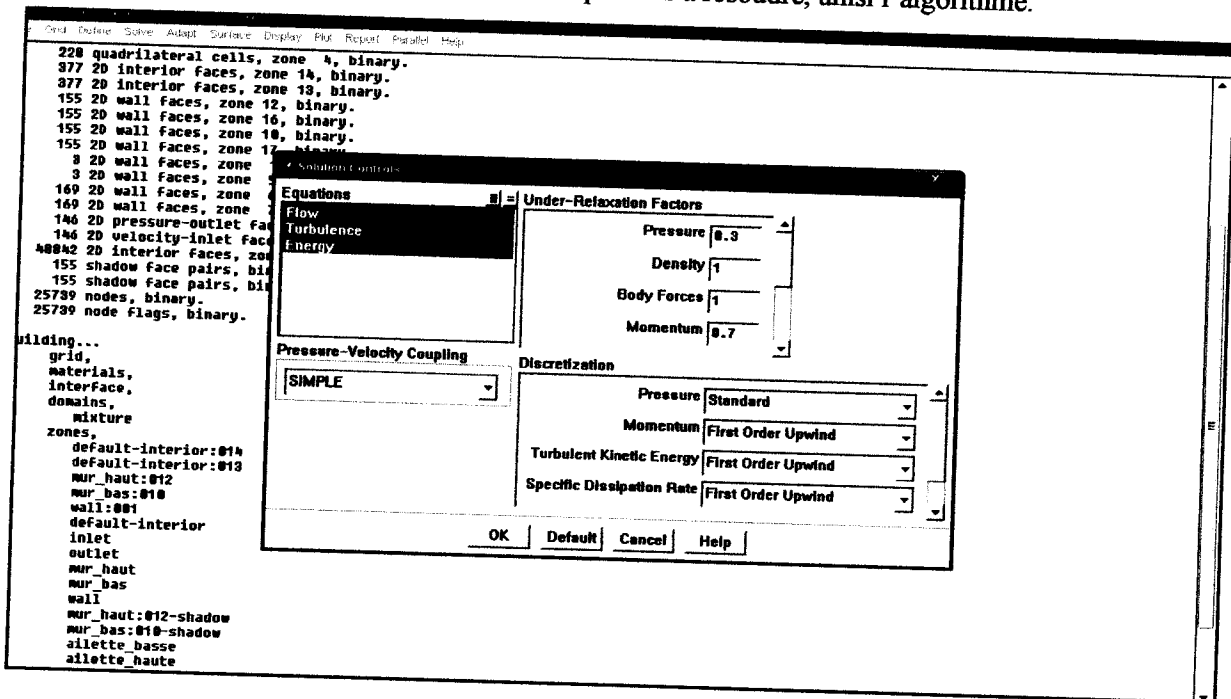 résoudre, ainsi l'algorithme.
Grid Define Solve Adapt Surface Display Plot Report Parallel Help
228 quadrilateral cells, zone 4, binary.
377 2D interior faces, zone 14, binary.
377 2D interior faces, zone 13, binary.
155 2D wall faces, zone 12, binary.
155 2D wall faces, zone 16, binary.
155 2D wall faces, zone 10, binary.
155 2D wall faces, zone 17, binary.
3 2D wall faces, zone
3 2D wall faces, zone
169 2D wall faces, zone
169 2D wall faces, zone
146 2D pressure-outlet fac
146 2D velocity-inlet face
48842 2D interior faces, zon
155 shadow face pairs, bi
155 shadow face pairs, bi
25739 nodes, binary.
25739 node flags, binary.
uilding...
grid,
materials,
interface,
domains,
mixture
zones,
default-interior:014
default-interior:013
mur_haut:012
mur_bas:010
wall:001
default-interior
inlet
outlet
mur_haut
mur_bas
wall
mur_haut:012-shadow
mur_bas:010-shadow
ailette_basse
ailette_haute
Solution Controls
Equations
Flow
Turbulence
Energy
Pressure-Velocity Coupling
SIMPLE
Under-Relaxation Factors
Pressure 0.3
Density 1
Body Forces 1
Momentum 0.7
Discretization
Pressure Standard
Momentum First Order Upwind
Turbulent Kinetic Energy First Order Upwind
Specific Dissipation Rate First Order Upwind
OK Default Cancel Help